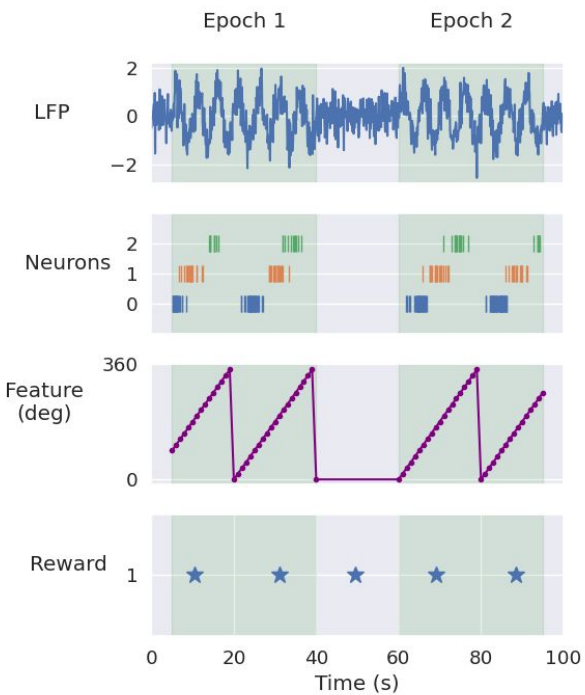 Epoch 1 Epoch 2
LFP
2
0
−2
Neurons
2
1
0
Feature
(deg)
360
0
Reward
1
0 20 40 60 80 100
Time (s)